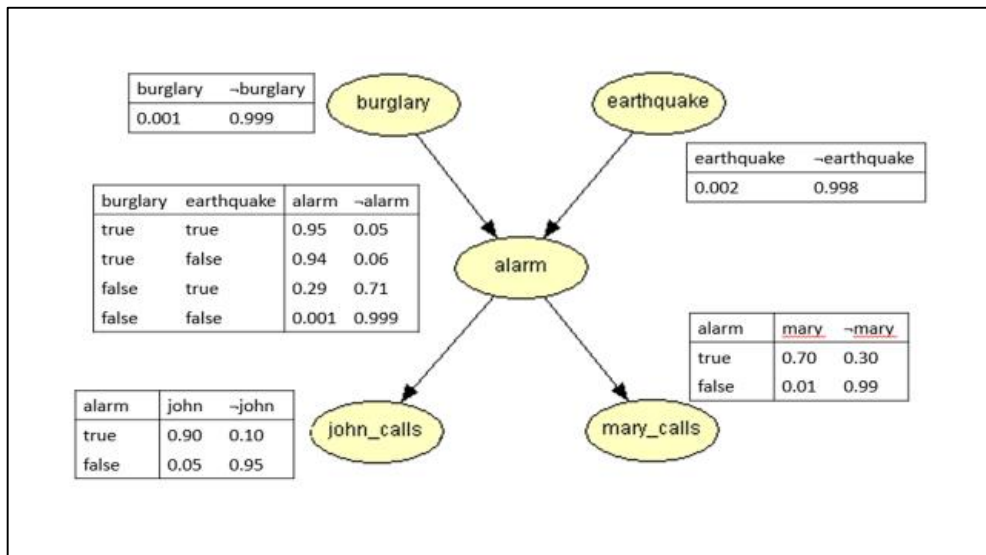 burglary ¬burglary
0.001 0.999
burglary
earthquake
earthquake ¬earthquake
0.002 0.998
burglary earthquake alarm ¬alarm
true true 0.95 0.05
true false 0.94 0.06
false true 0.29 0.71
false false 0.001 0.999
alarm
alarm mary ¬mary
true 0.70 0.30
false 0.01 0.99
alarm john ¬john
true 0.90 0.10
false 0.05 0.95
john_calls
mary_calls